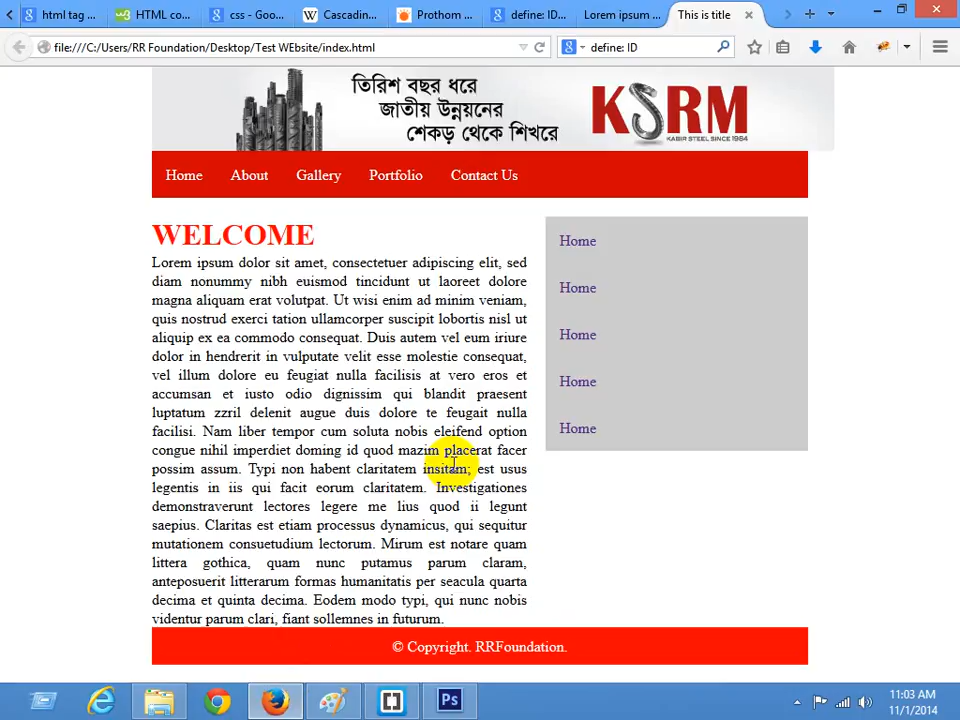 html tag ...
HTML co...
css - Goo...
Cascadin...
Prothom ...
define: ID...
Lorem ipsum ...
This is title
file:///C:/Users/RR Foundation/Desktop/Test WEbsite/index.html
define: ID
তিরিশ বছর ধরে
জাতীয় উন্নয়নের
শেকড় থেকে শিখরে
KSRM
KABIR STEEL SINCE 1984
Home About Gallery Portfolio Contact Us
WELCOME
Lorem ipsum dolor sit amet, consectetuer adipiscing elit, sed
diam nonummy nibh euismod tincidunt ut laoreet dolore
magna aliquam erat volutpat. Ut wisi enim ad minim veniam,
quis nostrud exerci tation ullamcorper suscipit lobortis nisl ut
aliquip ex ea commodo consequat. Duis autem vel eum iriure
dolor in hendrerit in vulputate velit esse molestie consequat,
vel illum dolore eu feugiat nulla facilisis at vero eros et
accumsan et iusto odio dignissim qui blandit praesent
luptatum zzril delenit augue duis dolore te feugait nulla
facilisi. Nam liber tempor cum soluta nobis eleifend option
congue nihil imperdiet doming id quod mazim placerat facer
possim assum. Typi non habent claritatem insitam; est usus
legentis in iis qui facit eorum claritatem. Investigationes
demonstraverunt lectores legere me lius quod ii legunt
saepius. Claritas est etiam processus dynamicus, qui sequitur
mutationem consuetudium lectorum. Mirum est notare quam
littera gothica, quam nunc putamus parum claram,
anteposuerit litterarum formas humanitatis per seacula quarta
decima et quinta decima. Eodem modo typi, qui nunc nobis
videntur parum clari, fiant sollemnes in futurum.
Home
Home
Home
Home
Home
© Copyright. RRFoundation.
Ps
11:03 AM
11/1/2014